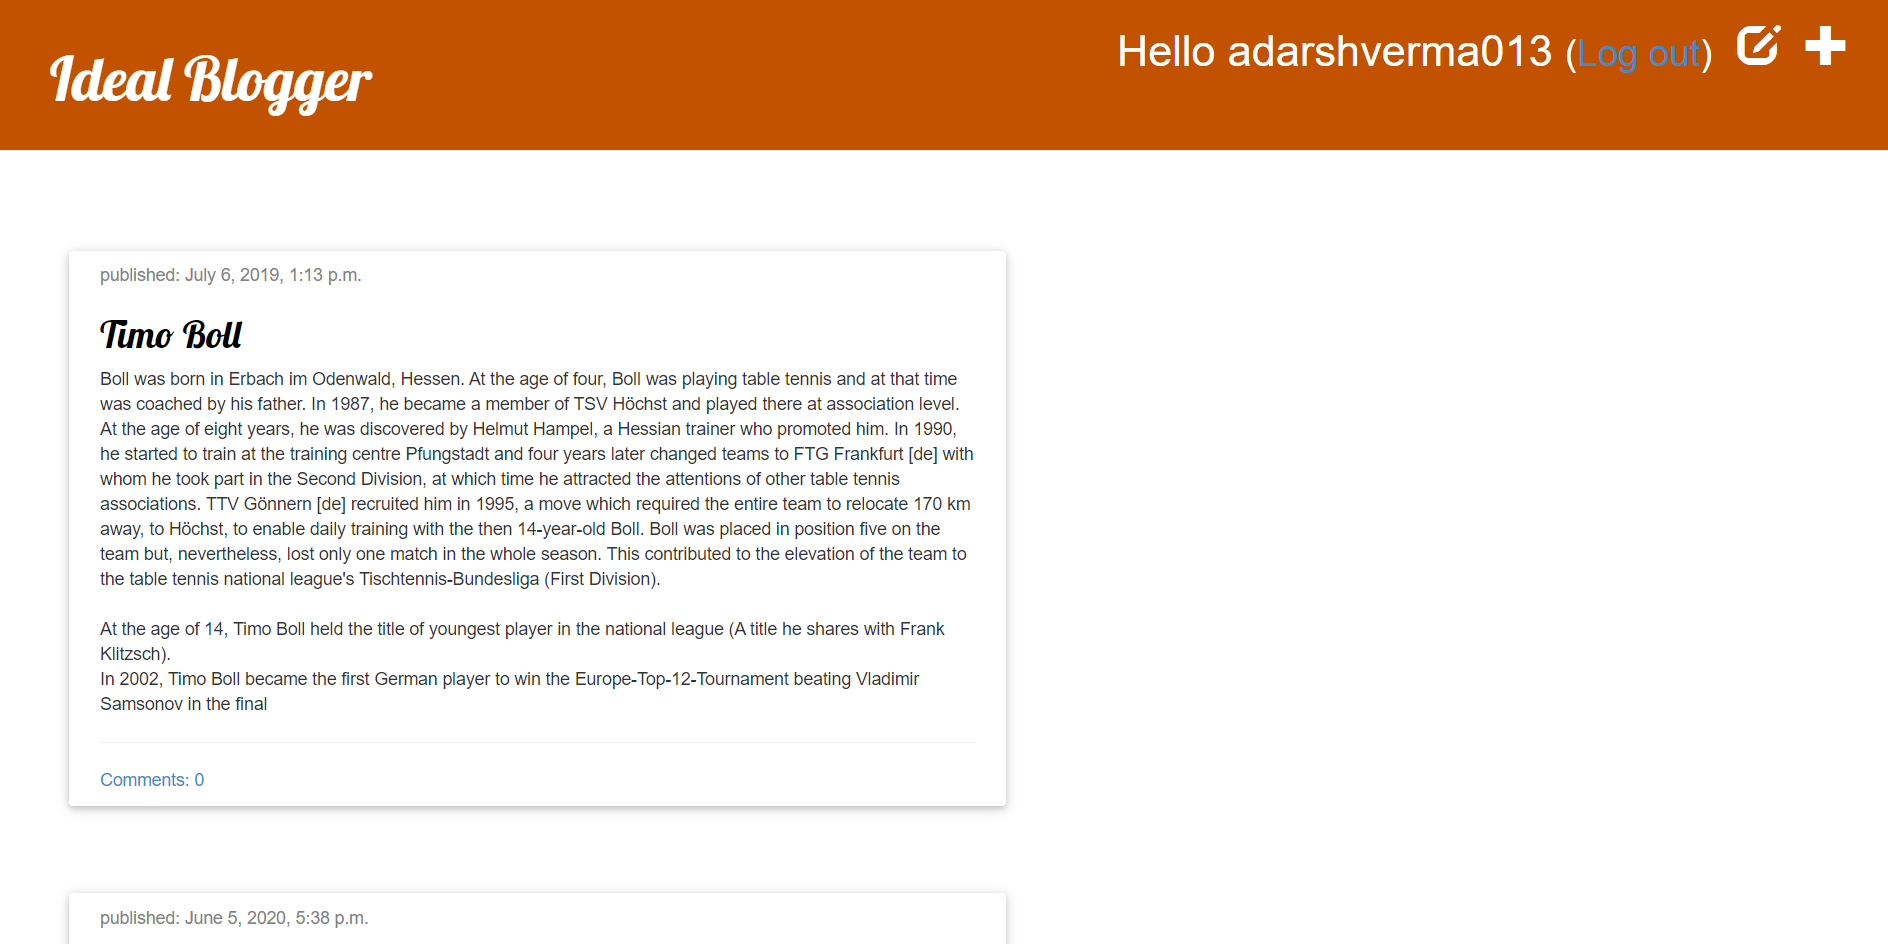 Ideal Blogger
Hello adarshverma013 (Log out)
published: July 6, 2019, 1:13 p.m.
Timo Boll
Boll was born in Erbach im Odenwald, Hessen. At the age of four, Boll was playing table tennis and at that time
was coached by his father. In 1987, he became a member of TSV Höchst and played there at association level.
At the age of eight years, he was discovered by Helmut Hampel, a Hessian trainer who promoted him. In 1990,
he started to train at the training centre Pfungstadt and four years later changed teams to FTG Frankfurt [de] with
whom he took part in the Second Division, at which time he attracted the attentions of other table tennis
associations. TTV Gönnern [de] recruited him in 1995, a move which required the entire team to relocate 170 km
away, to Höchst, to enable daily training with the then 14-year-old Boll. Boll was placed in position five on the
team but, nevertheless, lost only one match in the whole season. This contributed to the elevation of the team to
the table tennis national league's Tischtennis-Bundesliga (First Division).
At the age of 14, Timo Boll held the title of youngest player in the national league (A title he shares with Frank
Klitzsch).
In 2002, Timo Boll became the first German player to win the Europe-Top-12-Tournament beating Vladimir
Samsonov in the final
Comments: 0
published: June 5, 2020, 5:38 p.m.